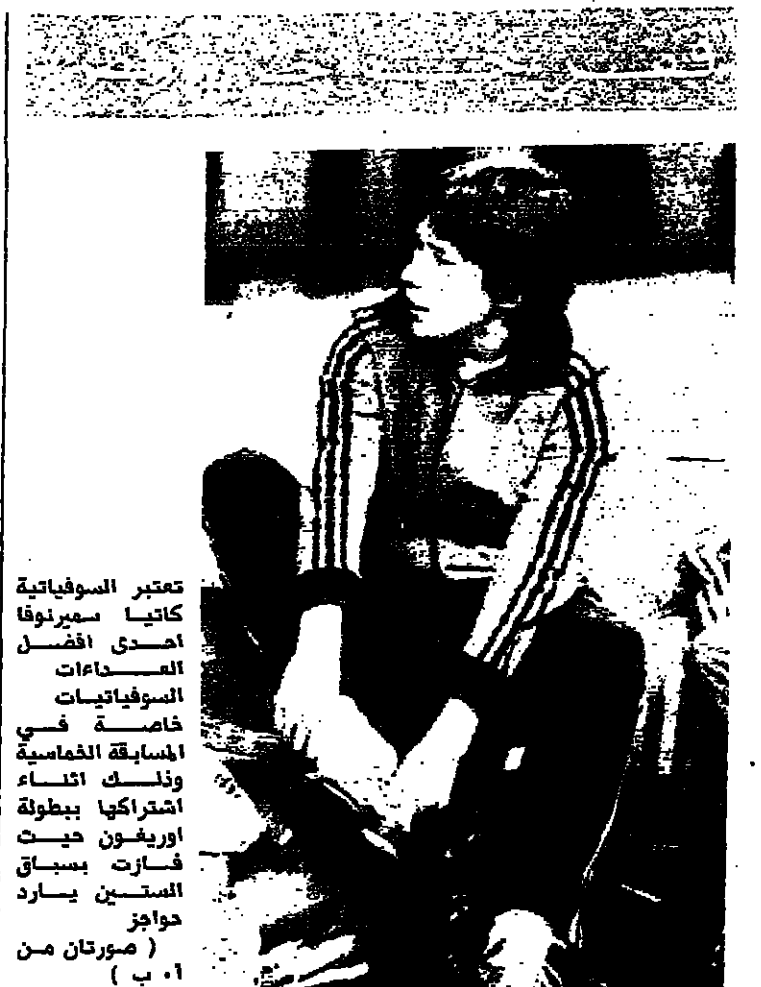 تعتبر السوفياتية
كاتيا سميرنوفا
احدى افضل
العداءات
السوفياتيات
خاصة في
المسابقة الخماسية
وذلك اثناء
اشتراكها ببطولة
اوريغون حيث
فازت بسباق
الستين يارد
حواجز
( صورتان من
أ. ب )